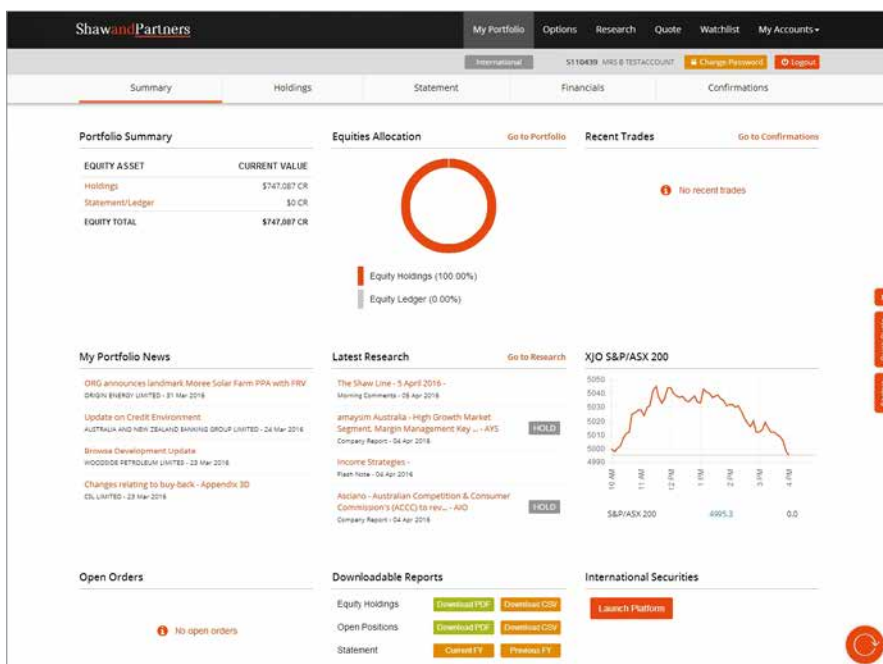 ShawandPartners
My Portfolio Options Research Quote Watchlist My Accounts
International S110439 MRS B TESTACCOUNT Change Password Logout
Summary Holdings Statement Financials Confirmations
Portfolio Summary
EQUITY ASSET CURRENT VALUE
Holdings $747,087 CR
Statement/Ledger $0 CR
EQUITY TOTAL $747,087 CR
Equities Allocation Go to Portfolio
Equity Holdings (100.00%)
Equity Ledger (0.00%)
Recent Trades Go to Confirmations
No recent trades
My Portfolio News
ORG announces landmark Moree Solar Farm PPA with FRV
ORIGIN ENERGY LIMITED - 31 Mar 2016
Update on Credit Environment
AUSTRALIA AND NEW ZEALAND BANKING GROUP LIMITED - 24 Mar 2016
Browse Development Update
WOODSIDE PETROLEUM LIMITED - 23 Mar 2016
Changes relating to buy-back - Appendix 3D
CSL LIMITED - 23 Mar 2016
Latest Research Go to Research
The Shaw Line - 5 April 2016 -
Morning Comments - 05 Apr 2016
amaysim Australia - High Growth Market
Segment, Margin Management Key ... - AYS HOLD
Company Report - 04 Apr 2016
Income Strategies -
Flash Note - 04 Apr 2016
Asciano - Australian Competition & Consumer
Commission's (ACCC) to rev... - AIO HOLD
Company Report - 04 Apr 2016
XJO S&P/ASX 200
5050
5040
5030
5020
5010
5000
4990
10 AM 11 AM 12 PM 1 PM 2 PM 3 PM 4 PM
S&P/ASX 200 4995.3 0.0
Open Orders
No open orders
Downloadable Reports
Equity Holdings Download PDF Download CSV
Open Positions Download PDF Download CSV
Statement Current FY Previous FY
International Securities
Launch Platform